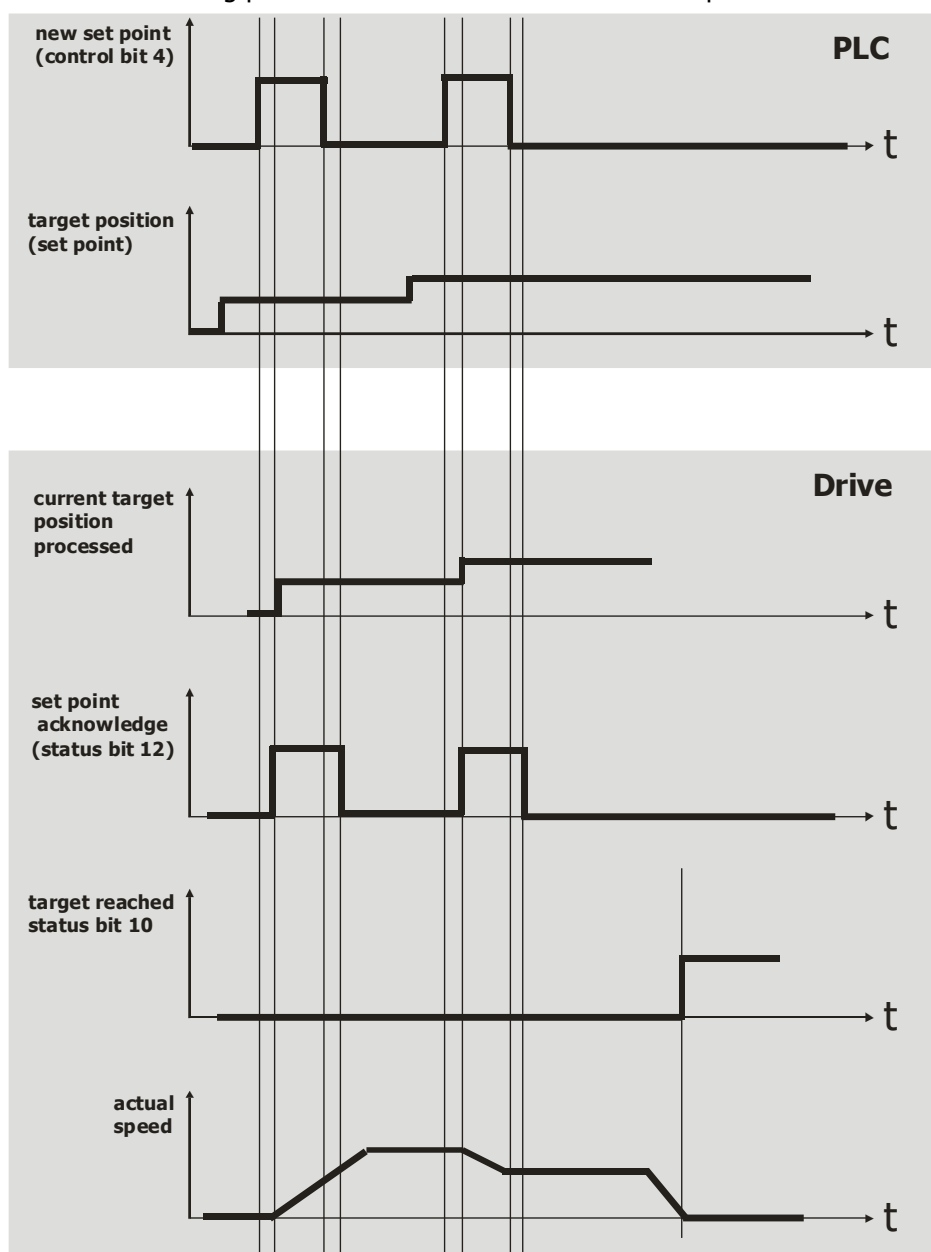 new set point
(control bit 4)
PLC
t
target position
(set point)
t
Drive
current target
position
processed
t
set point
acknowledge
(status bit 12)
t
target reached
status bit 10
t
actual
speed
t